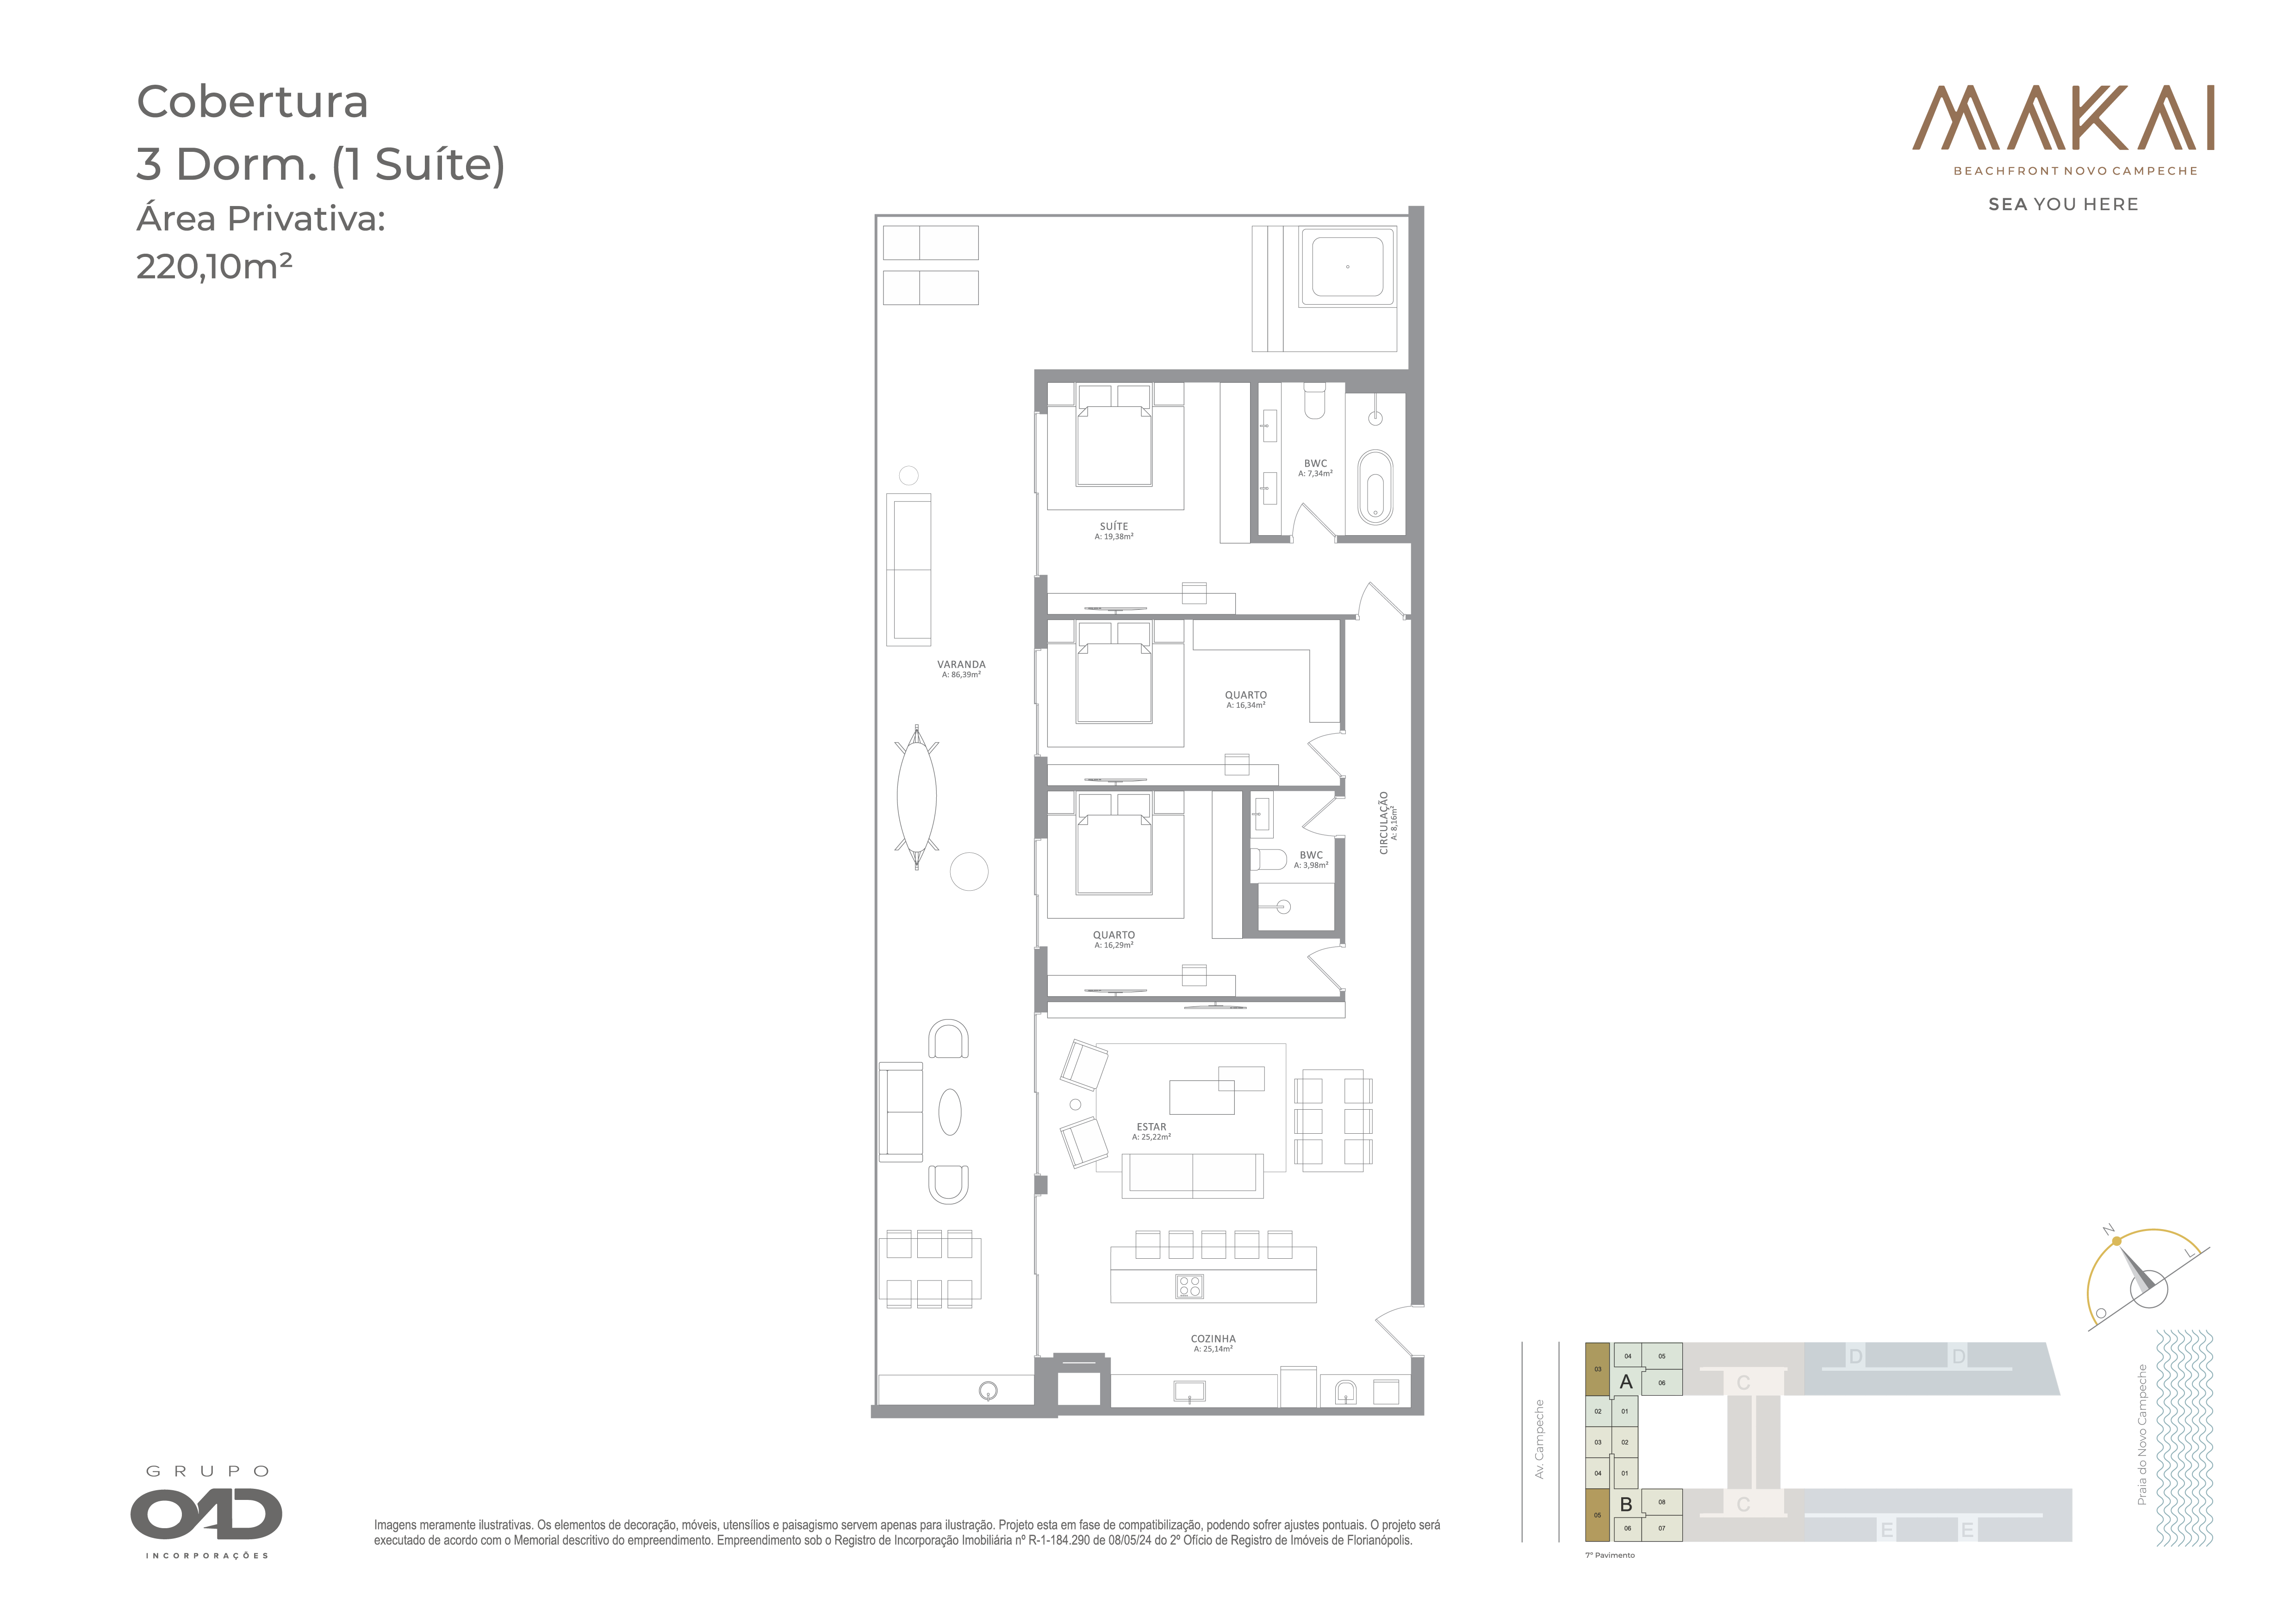 Cobertura
3 Dorm. (1 Suíte)
Área Privativa:
220,10m²
MAKAI
BEACHFRONT NOVO CAMPECHE
SEA YOU HERE
BWC
A: 7,34m²
SUÍTE
A: 19,38m²
VARANDA
A: 86,39m²
QUARTO
A: 16,34m²
CIRCULAÇÃO
A: 8,16m²
BWC
A: 3,98m²
QUARTO
A: 16,29m²
ESTAR
A: 25,22m²
COZINHA
A: 25,14m²
N
L
O
Av. Campeche
03
04
05
A
06
02
01
03
02
04
01
05
B
08
06
07
C
C
D
D
E
E
7º Pavimento
Praia do Novo Campeche
GRUPO
OAD
INCORPORAÇÕES
Imagens meramente ilustrativas. Os elementos de decoração, móveis, utensílios e paisagismo servem apenas para ilustração. Projeto esta em fase de compatibilização, podendo sofrer ajustes pontuais. O projeto será
executado de acordo com o Memorial descritivo do empreendimento. Empreendimento sob o Registro de Incorporação Imobiliária nº R-1-184.290 de 08/05/24 do 2º Ofício de Registro de Imóveis de Florianópolis.